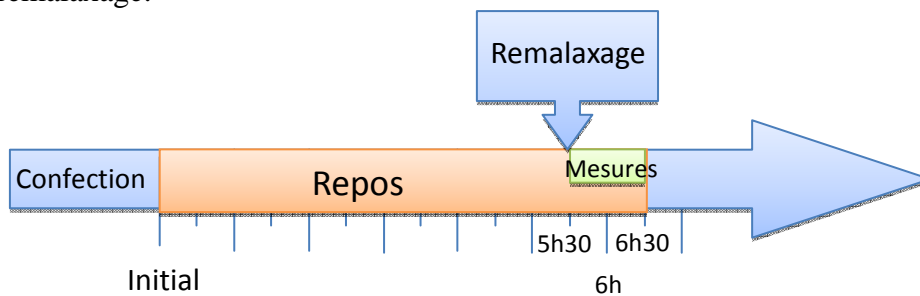 remalaxage.
Remalaxage
Confection
Repos
Mesures
5h30
6h30
Initial
6h